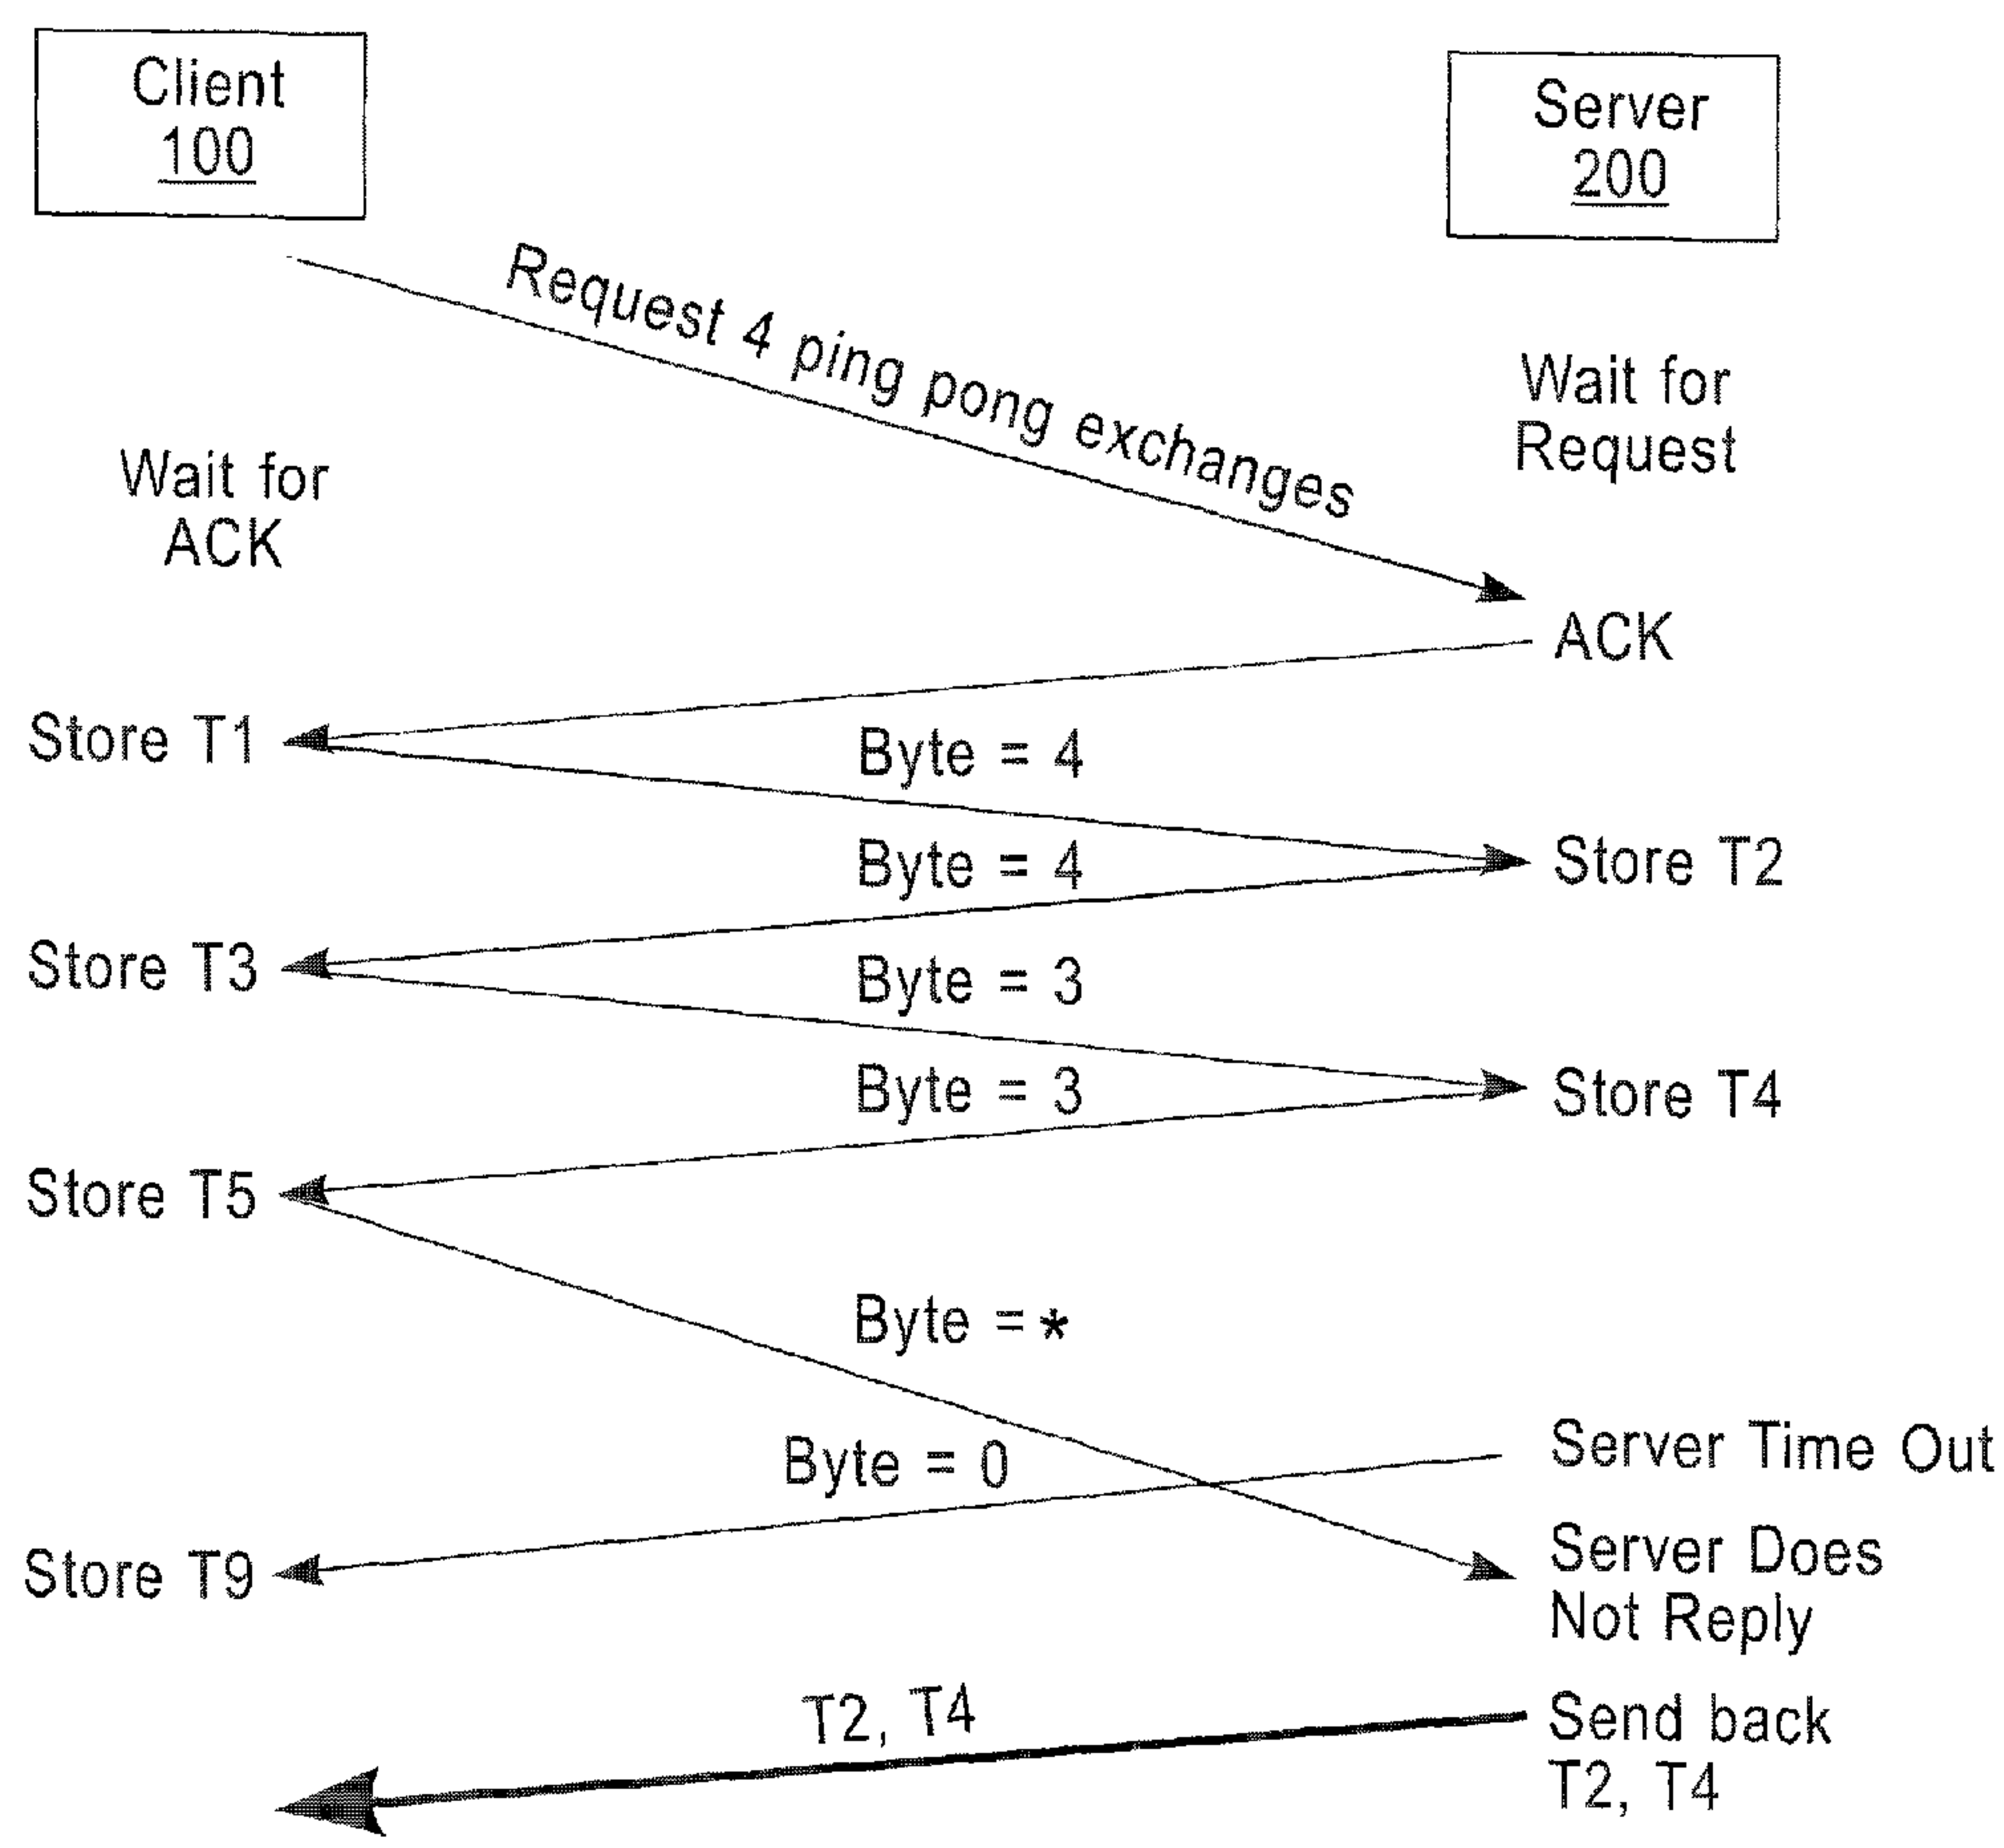 Client
100
Server
200
Request 4 ping pong exchanges
Wait for
Request
Wait for
ACK
ACK
Store T1
Byte = 4
Byte = 4
Store T2
Store T3
Byte = 3
Byte = 3
Store T4
Store T5
Byte = *
Server Time Out
Byte = 0
Server Does
Not Reply
Store T9
T2, T4
Send back
T2, T4